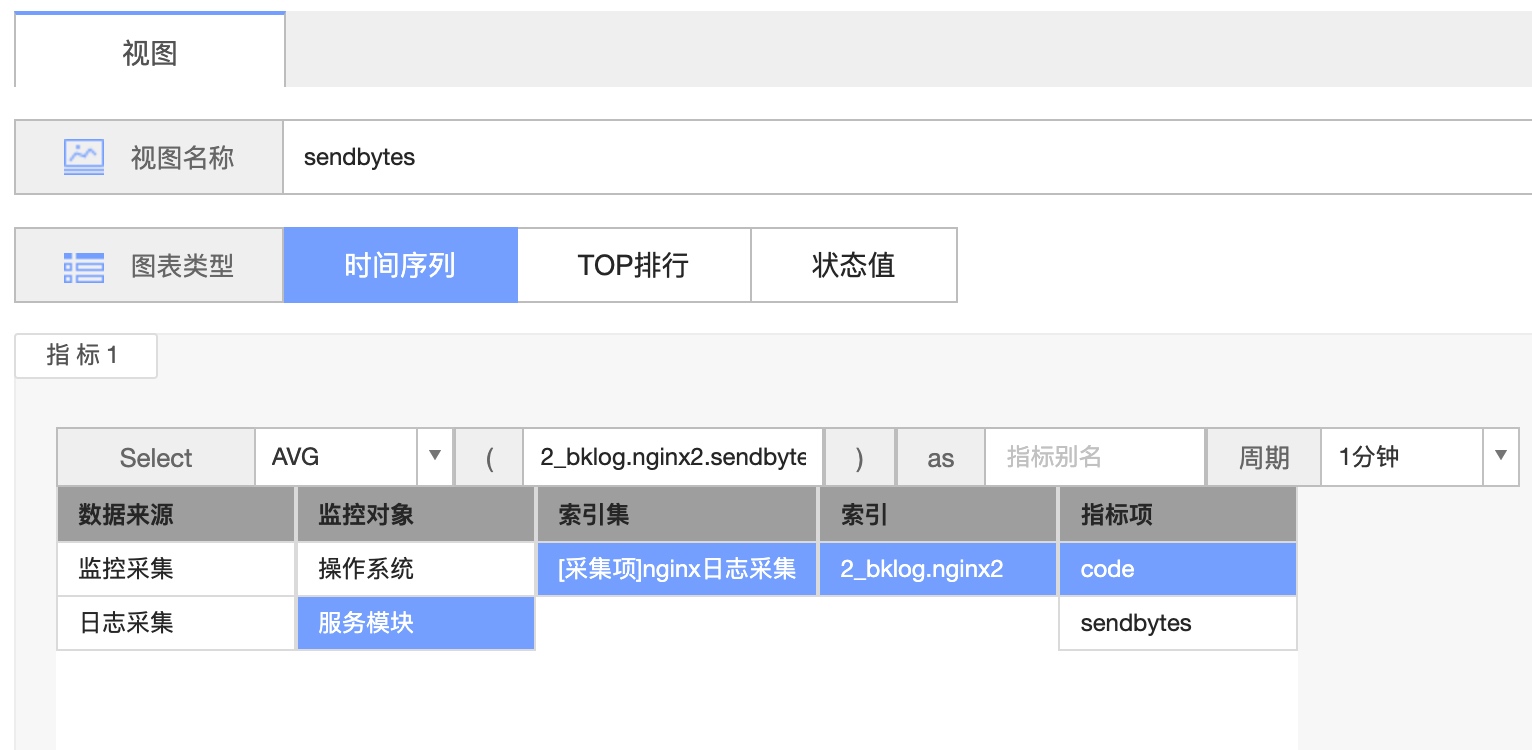 视图
视图名称 sendbytes
图表类型 时间序列 TOP排行 状态值
指 标 1
Select AVG ( 2_bklog.nginx2.sendbyte ) as 指标别名 周期 1分钟
数据来源 监控对象 索引集 索引 指标项
监控采集 操作系统 [采集项]nginx日志采集 2_bklog.nginx2 code
日志采集 服务模块 sendbytes